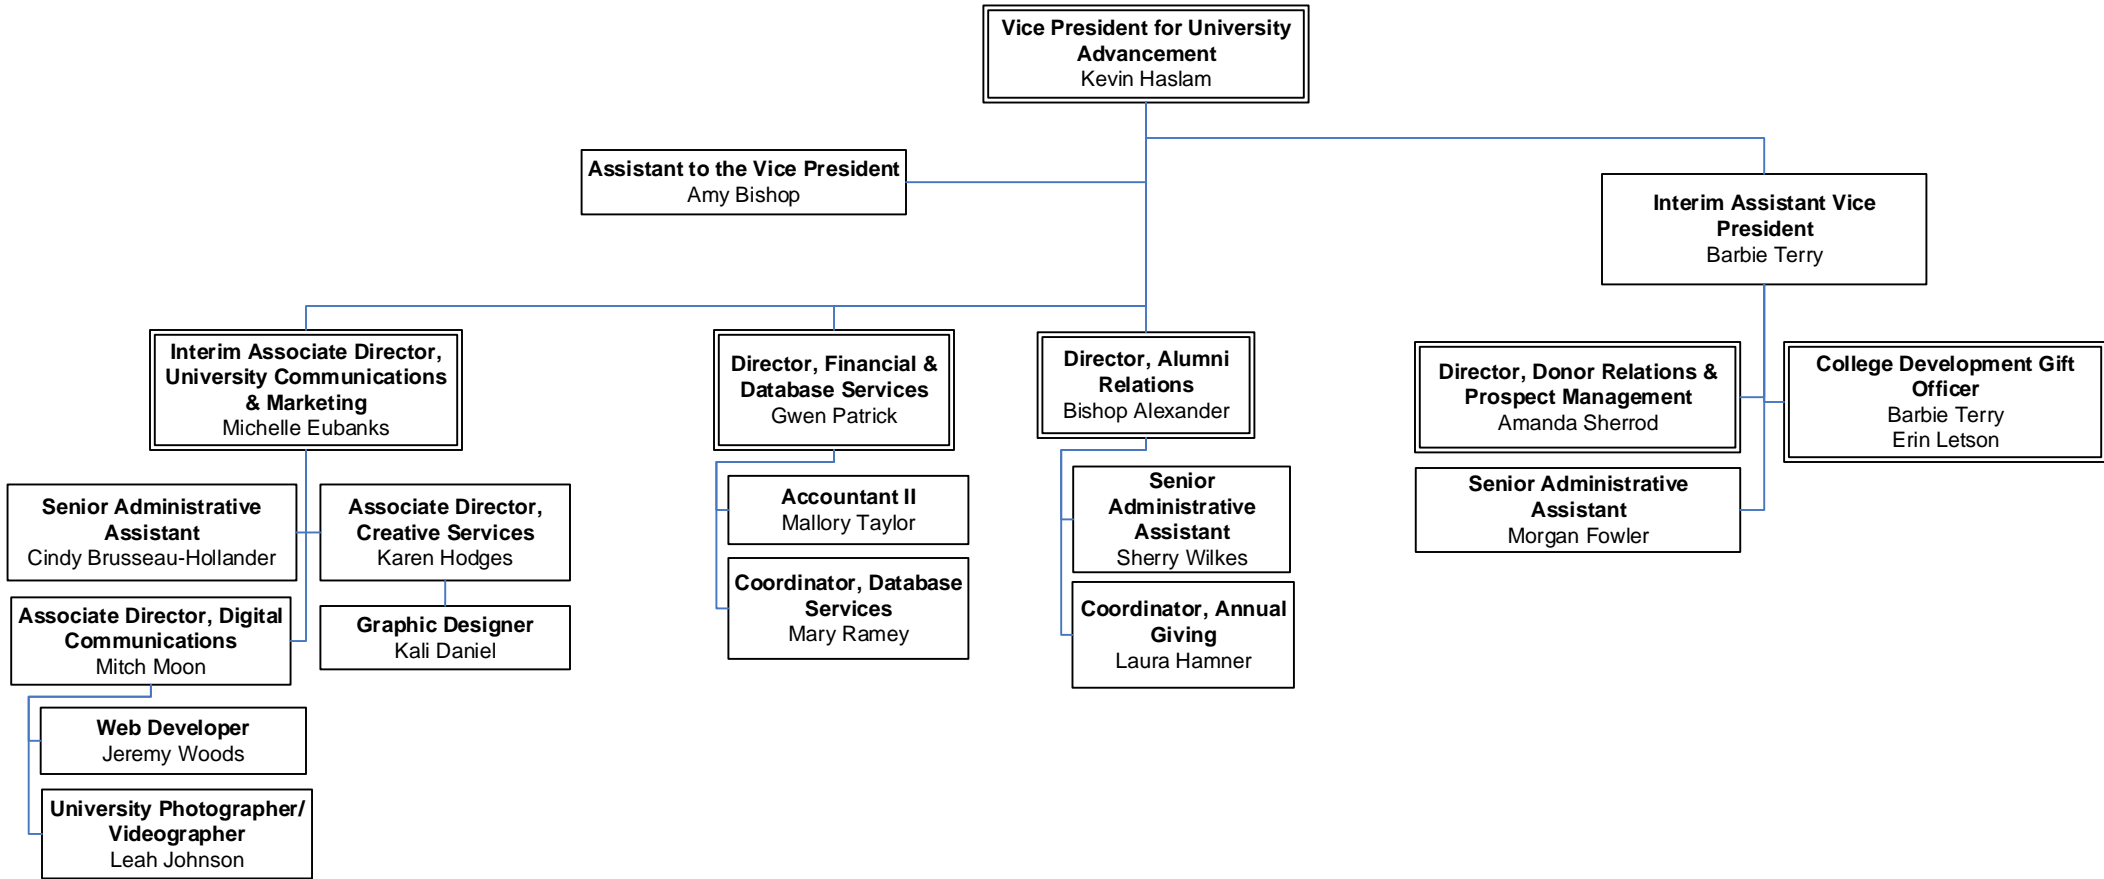 Vice President for University
Advancement
Kevin Haslam
Assistant to the Vice President
Amy Bishop
Interim Assistant Vice
President
Barbie Terry
Interim Associate Director,
University Communications
& Marketing
Michelle Eubanks
Director, Financial &
Database Services
Gwen Patrick
Director, Alumni
Relations
Bishop Alexander
Director, Donor Relations &
Prospect Management
Amanda Sherrod
College Development Gift
Officer
Barbie Terry
Erin Letson
Senior Administrative
Assistant
Cindy Brusseau-Hollander
Associate Director,
Creative Services
Karen Hodges
Accountant II
Mallory Taylor
Senior
Administrative
Assistant
Sherry Wilkes
Senior Administrative
Assistant
Morgan Fowler
Associate Director, Digital
Communications
Mitch Moon
Graphic Designer
Kali Daniel
Coordinator, Database
Services
Mary Ramey
Coordinator, Annual
Giving
Laura Hamner
Web Developer
Jeremy Woods
University Photographer/
Videographer
Leah Johnson